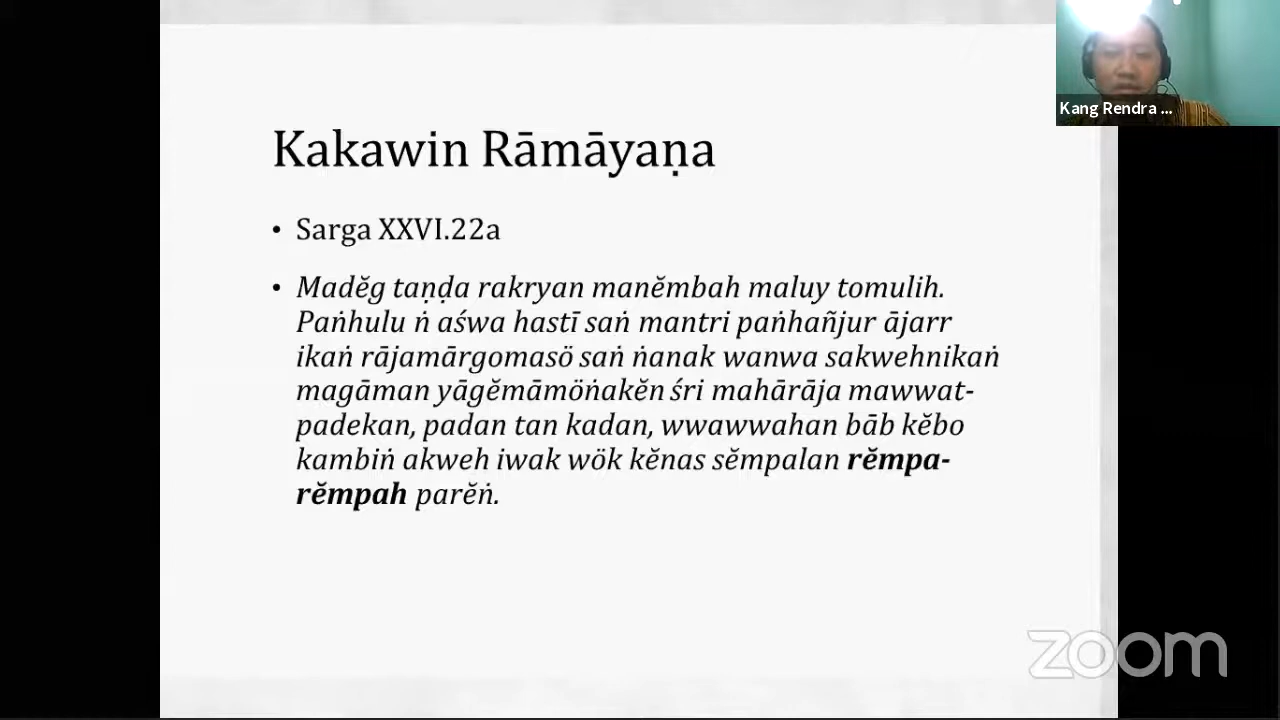 Kang Rendra ...
Kakawin Rāmāyaṇa
• Sarga XXVI.22a
• Madĕg taṇḍa rakryan manĕmbah maluy tomulih.
Paṅhulu ṅ aśwa hastī saṅ mantri paṅhañjur ājarr
ikaṅ rājamārgomasö saṅ ṅanak wanwa sakwehnikaṅ
magāman yāgĕmāmöṅakĕn śri mahārāja mawwat-
padekan, padan tan kadan, wwawwahan bāb kĕbo
kambiṅ akweh iwak wök kĕnas sĕmpalan rĕmpa-
rĕmpah parĕṅ.
zoom